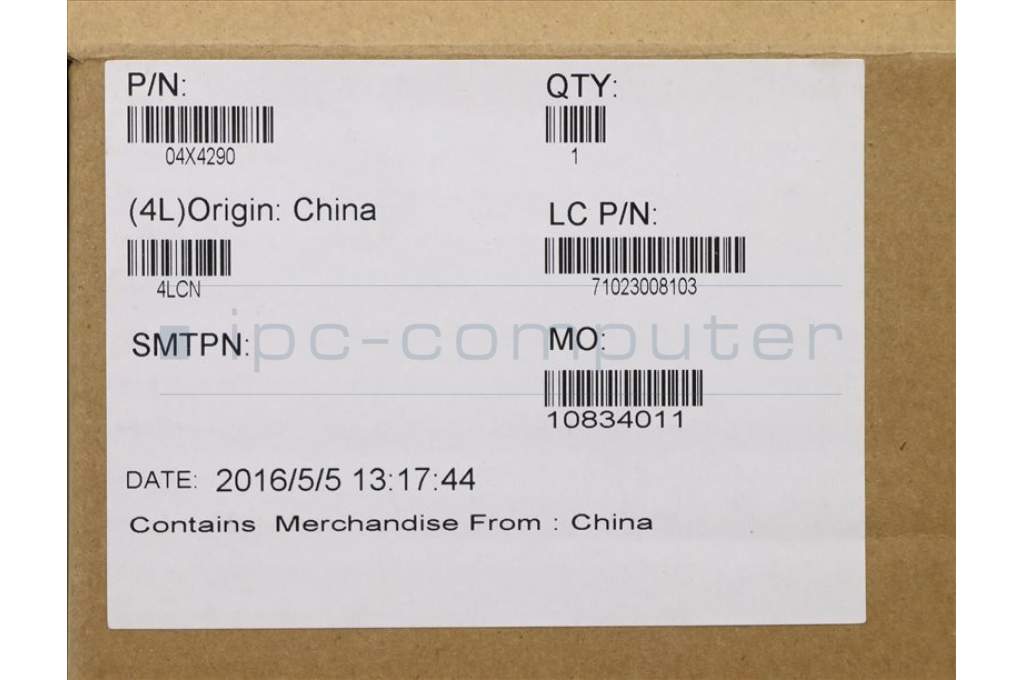 P/N:
04X4290
QTY:
1
(4L)Origin: China
4LCN
LC P/N:
71023008103
SMTPN:
ipc-computer
MO:
10834011
DATE: 2016/5/5 13:17:44
Contains Merchandise From : China